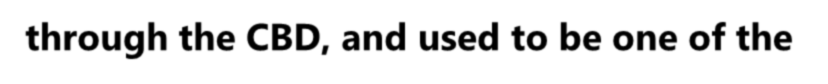 through the CBD, and used to be one of the